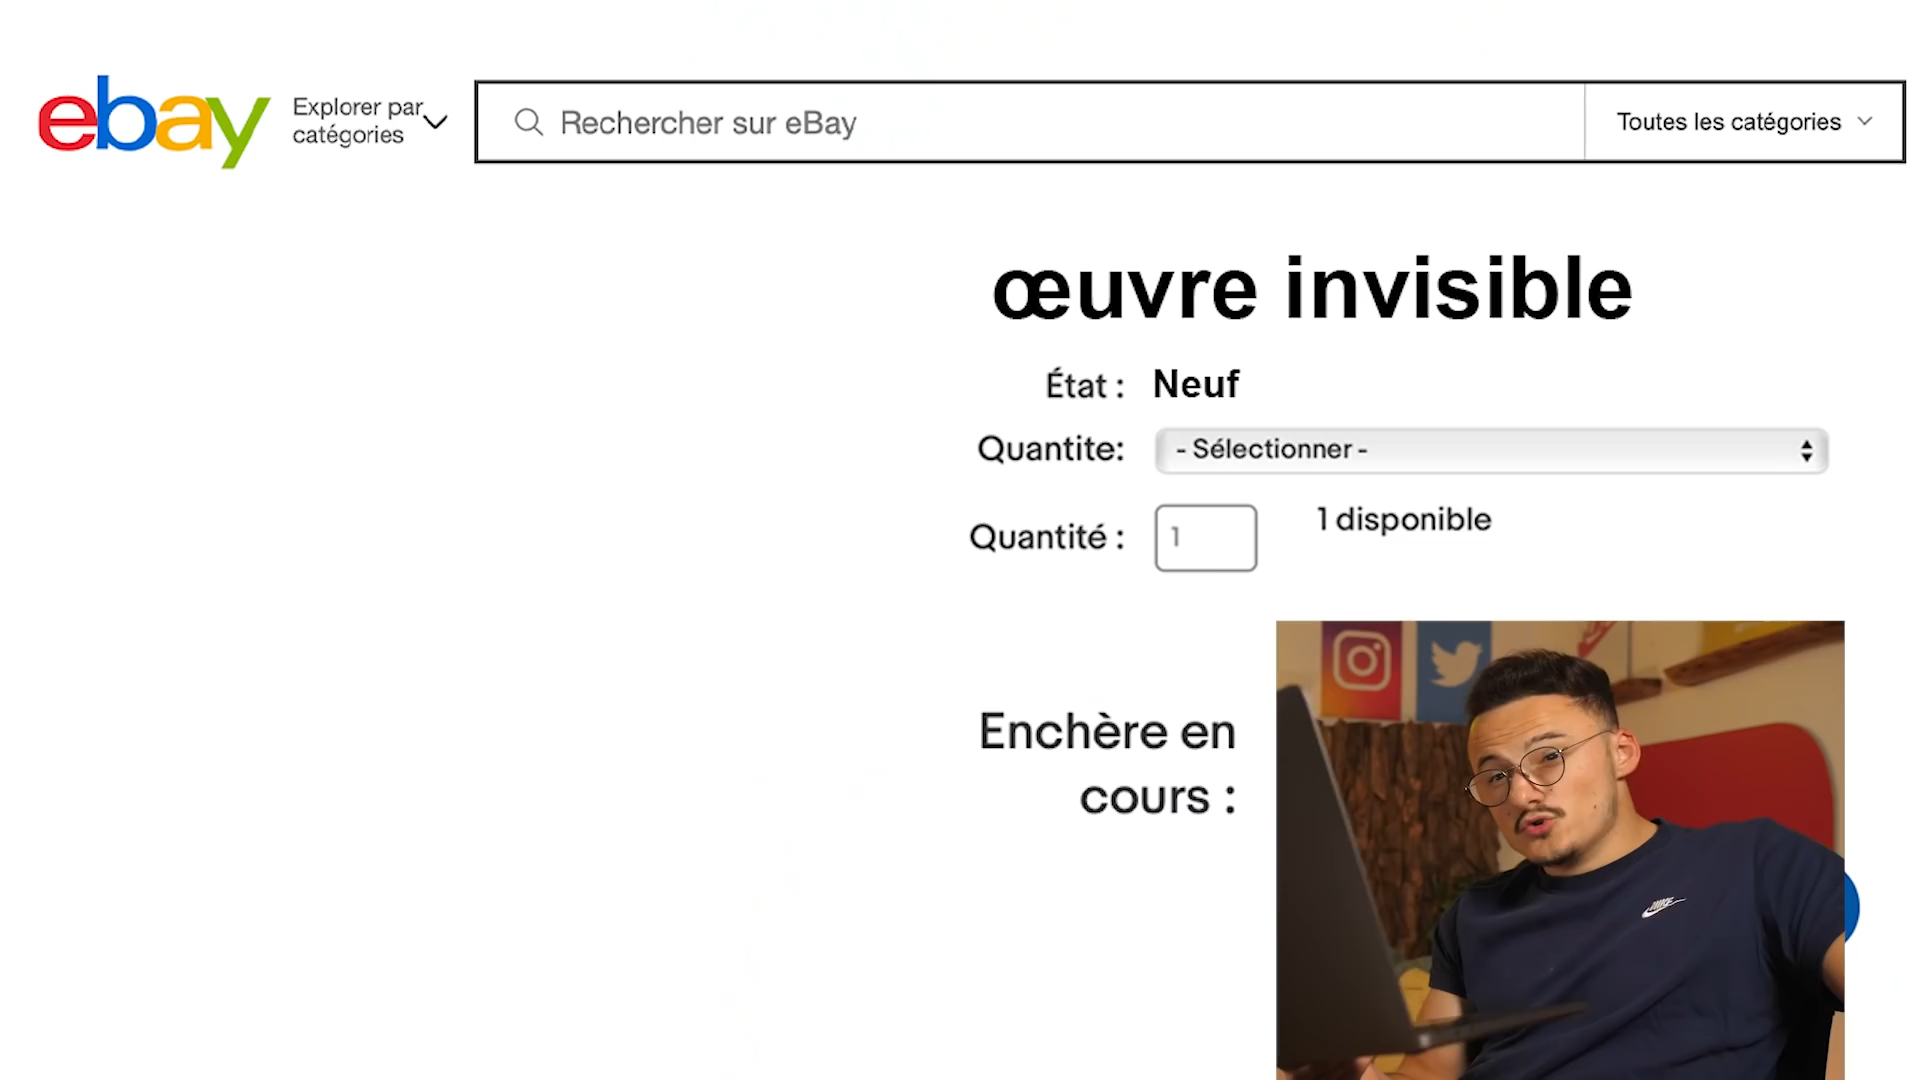 ebay
Explorer par
catégories
Rechercher sur eBay
Toutes les catégories
œuvre invisible
État : Neuf
Quantite: - Sélectionner -
Quantité : 1 1 disponible
Enchère en
cours :
NIKE